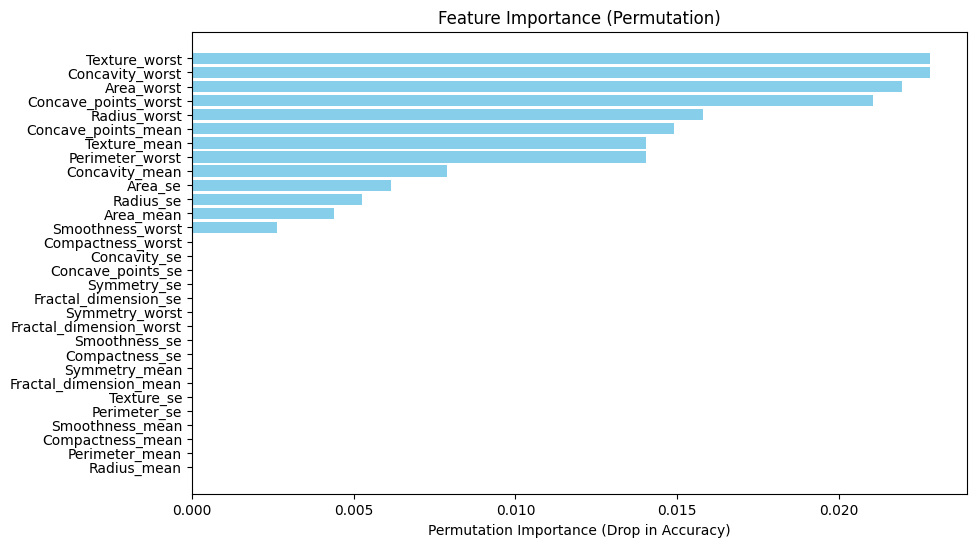 Feature Importance (Permutation)
Texture_worst
Concavity_worst
Area_worst
Concave_points_worst
Radius_worst
Concave_points_mean
Texture_mean
Perimeter_worst
Concavity_mean
Area_se
Radius_se
Area_mean
Smoothness_worst
Compactness_worst
Concavity_se
Concave_points_se
Symmetry_se
Fractal_dimension_se
Symmetry_worst
Fractal_dimension_worst
Smoothness_se
Compactness_se
Symmetry_mean
Fractal_dimension_mean
Texture_se
Perimeter_se
Smoothness_mean
Compactness_mean
Perimeter_mean
Radius_mean
0.000 0.005 0.010 0.015 0.020
Permutation Importance (Drop in Accuracy)